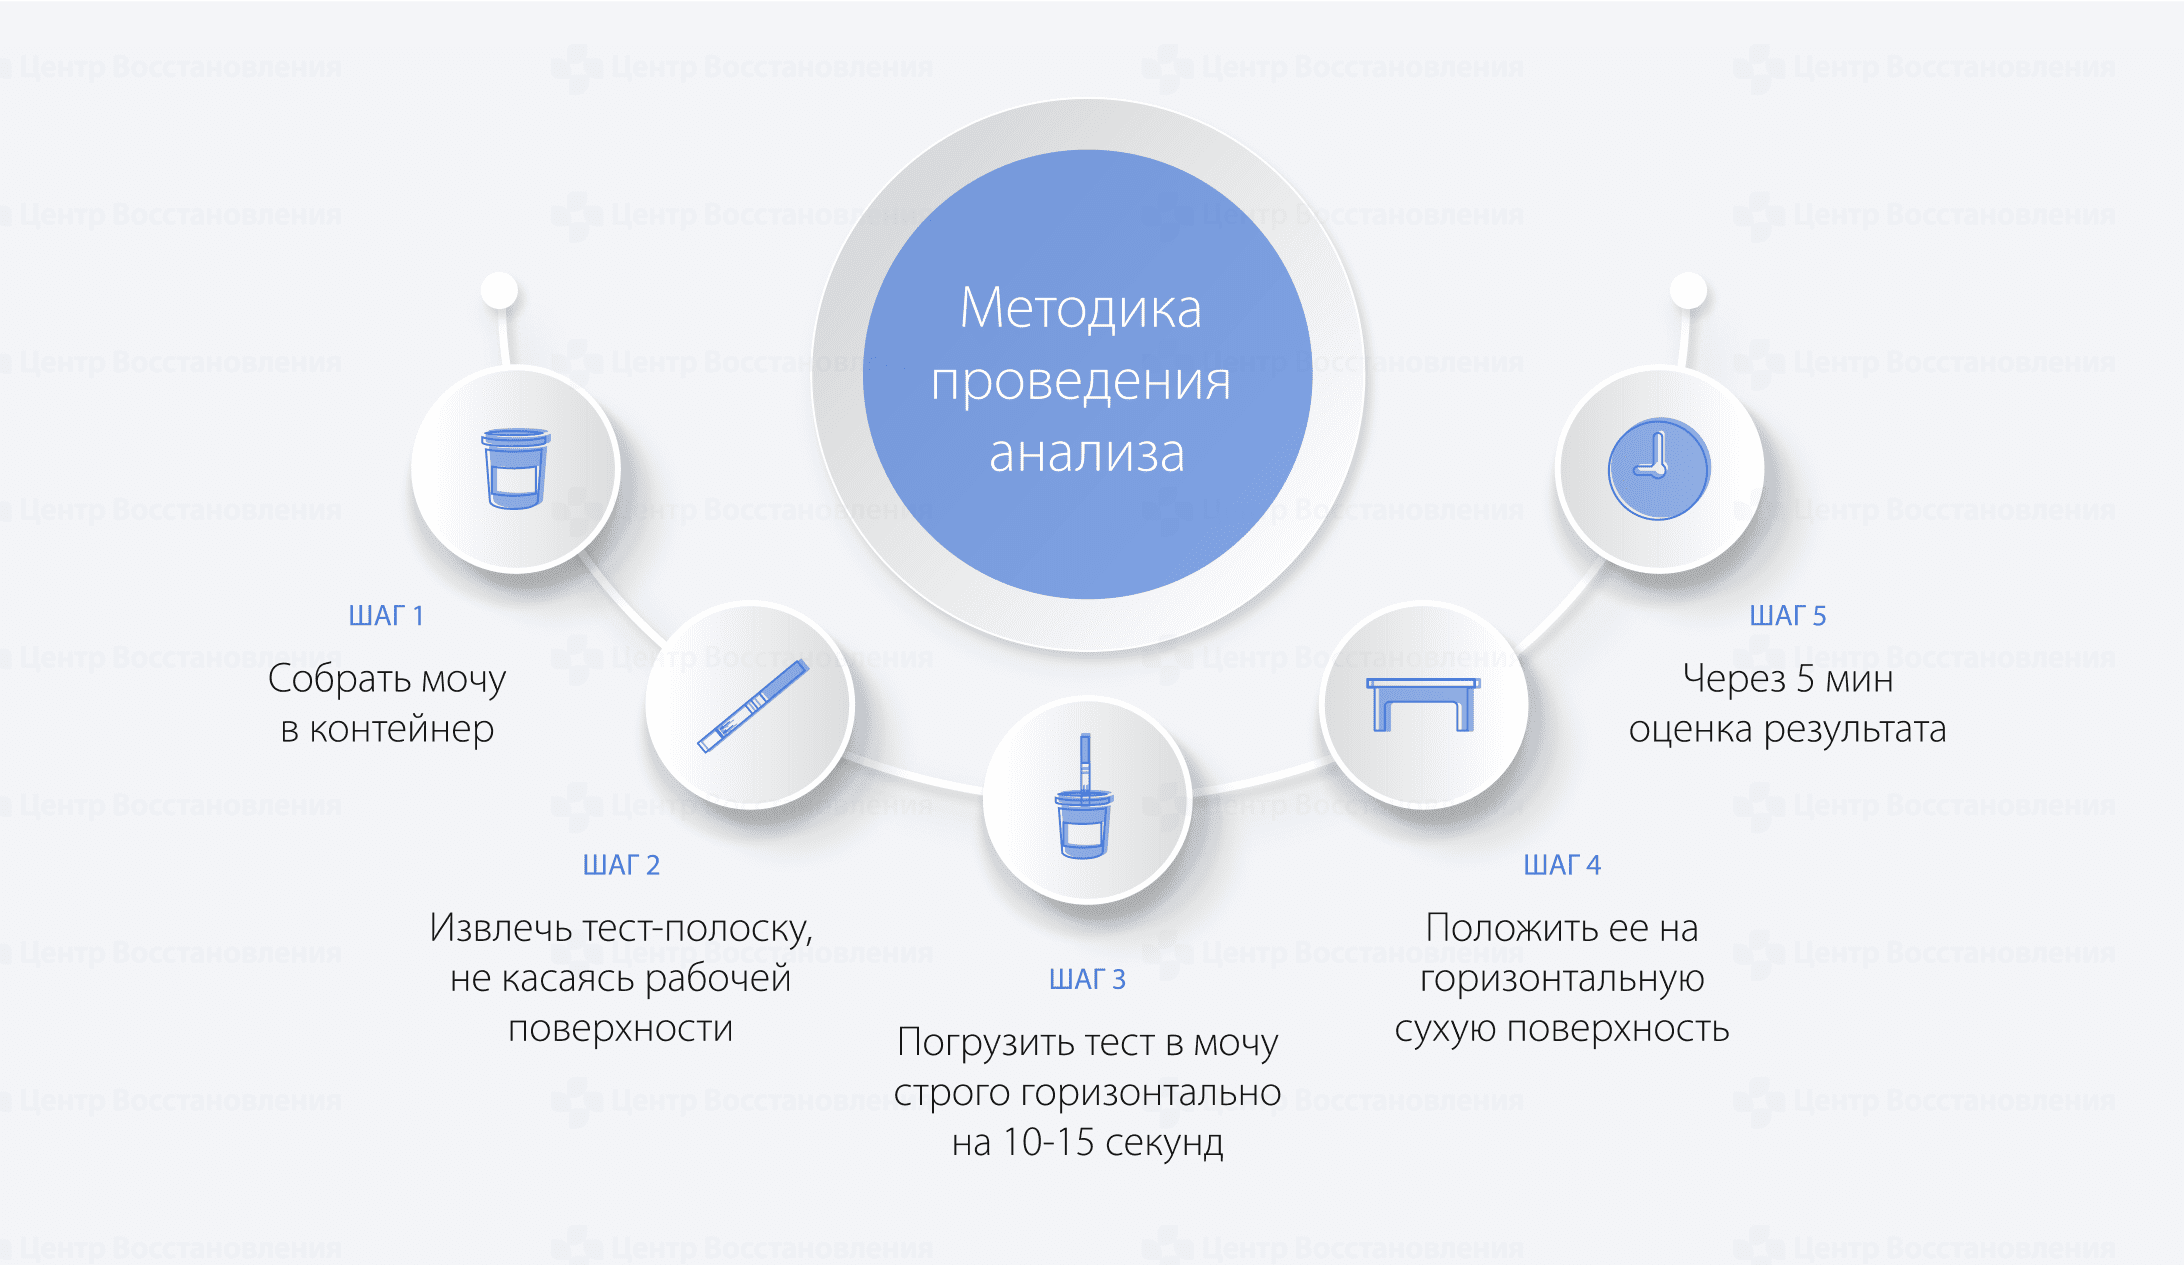 Методика
проведения
анализа
ШАГ 1
Собрать мочу
в контейнер
ШАГ 2
Извлечь тест-полоску,
не касаясь рабочей
поверхности
ШАГ 3
Погрузить тест в мочу
строго горизонтально
на 10-15 секунд
ШАГ 4
Положить ее на
горизонтальную
сухую поверхность
ШАГ 5
Через 5 мин
оценка результата
Центр Восстановления